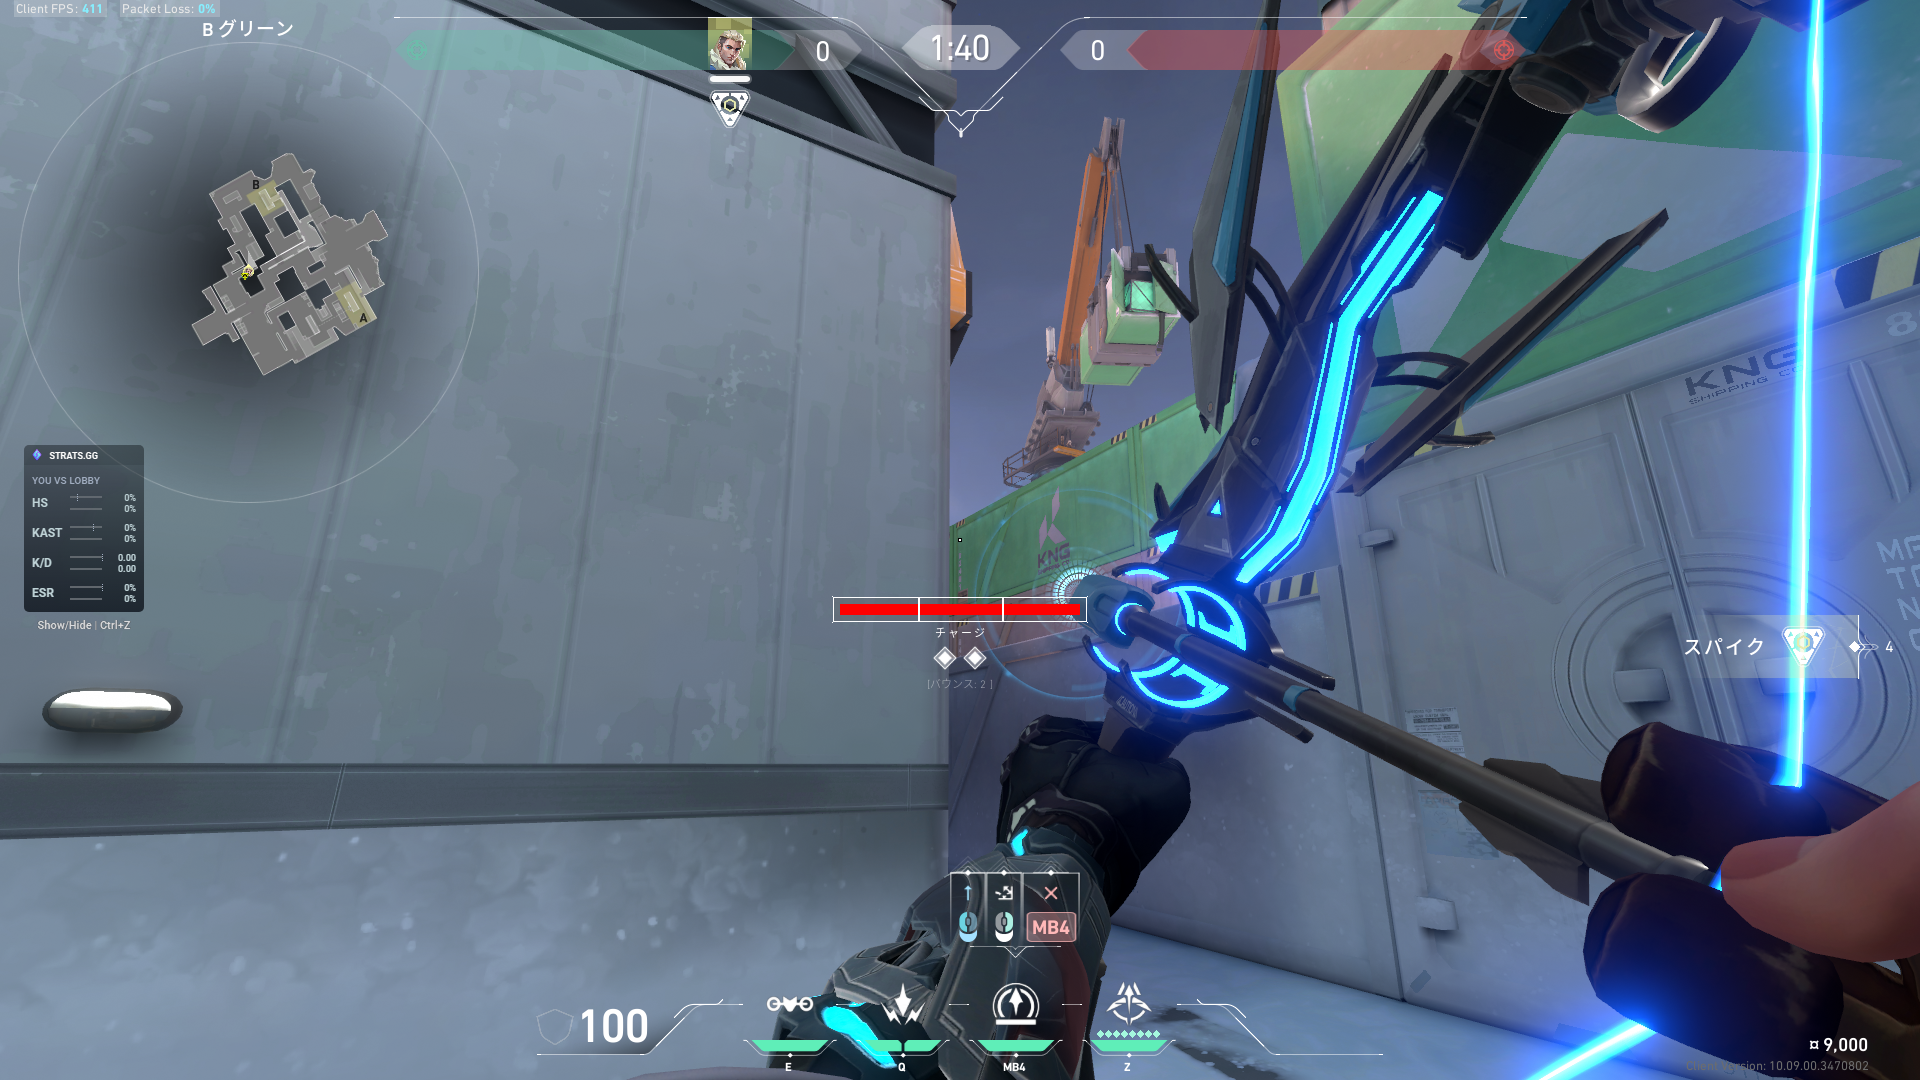 Client FPS: 411 Packet Loss: 0%
B グリーン
0
1:40
0
B
A
STRATS.GG
YOU VS LOBBY
HS 0%
0%
KAST 0%
0%
K/D 0.00
0.00
ESR 0%
0%
Show/Hide | Ctrl+Z
KNG
KNG
SHIPPING
8
チャージ
[バウンス: 2 ]
スパイク 4
MB4
100
E
Q
MB4
Z
¤ 9,000
Client Version: 10.09.00.3470802